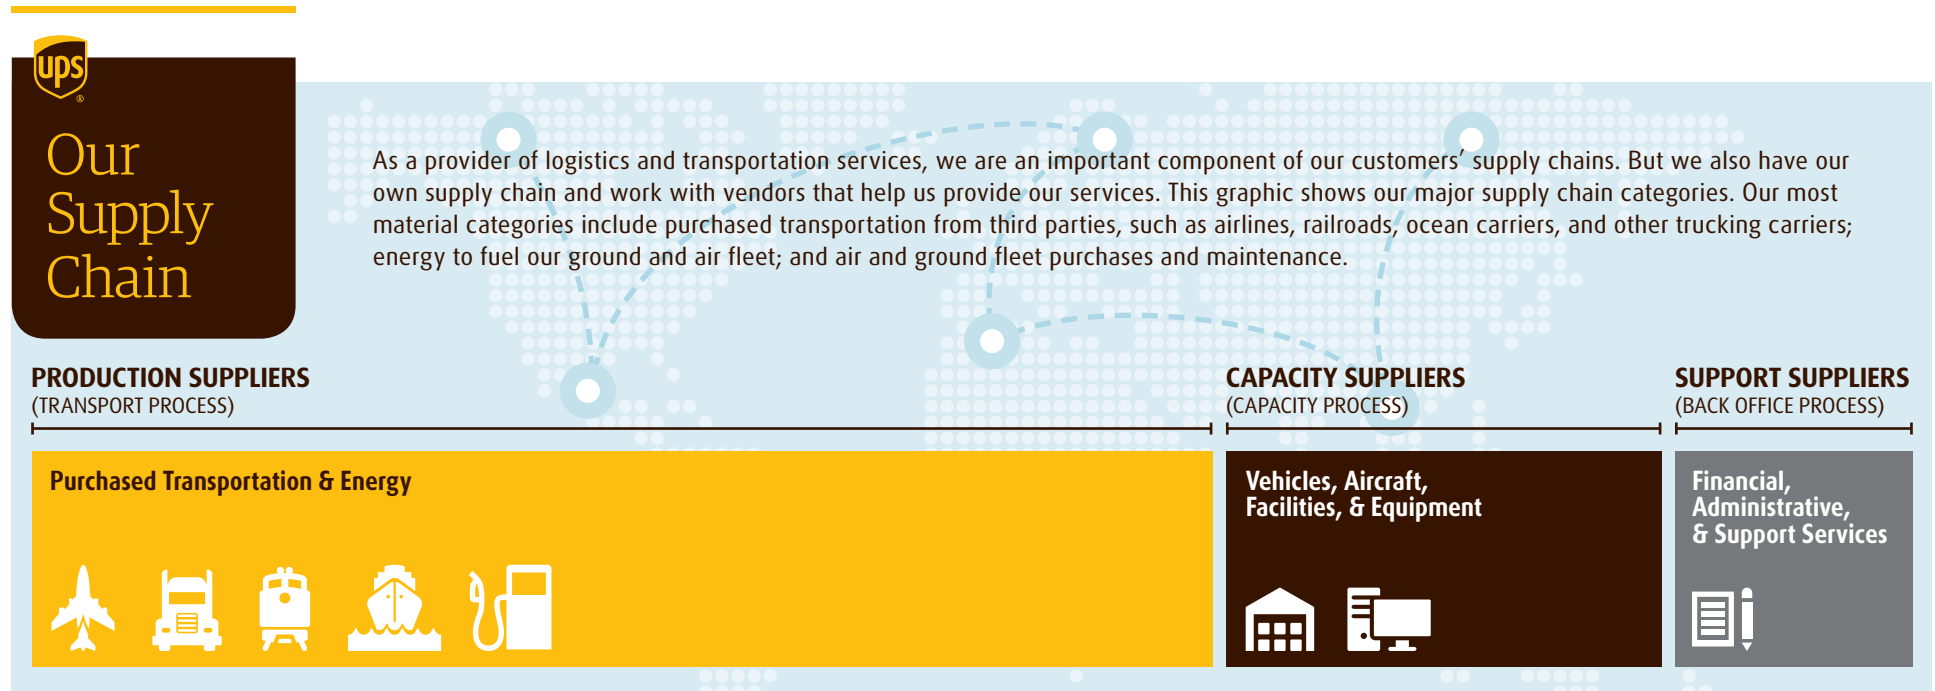 ups
®
Our
Supply
Chain
As a provider of logistics and transportation services, we are an important component of our customers’ supply chains. But we also have our
own supply chain and work with vendors that help us provide our services. This graphic shows our major supply chain categories. Our most
material categories include purchased transportation from third parties, such as airlines, railroads, ocean carriers, and other trucking carriers;
energy to fuel our ground and air fleet; and air and ground fleet purchases and maintenance.
PRODUCTION SUPPLIERS
(TRANSPORT PROCESS)
Purchased Transportation & Energy
CAPACITY SUPPLIERS
(CAPACITY PROCESS)
Vehicles, Aircraft,
Facilities, & Equipment
SUPPORT SUPPLIERS
(BACK OFFICE PROCESS)
Financial,
Administrative,
& Support Services